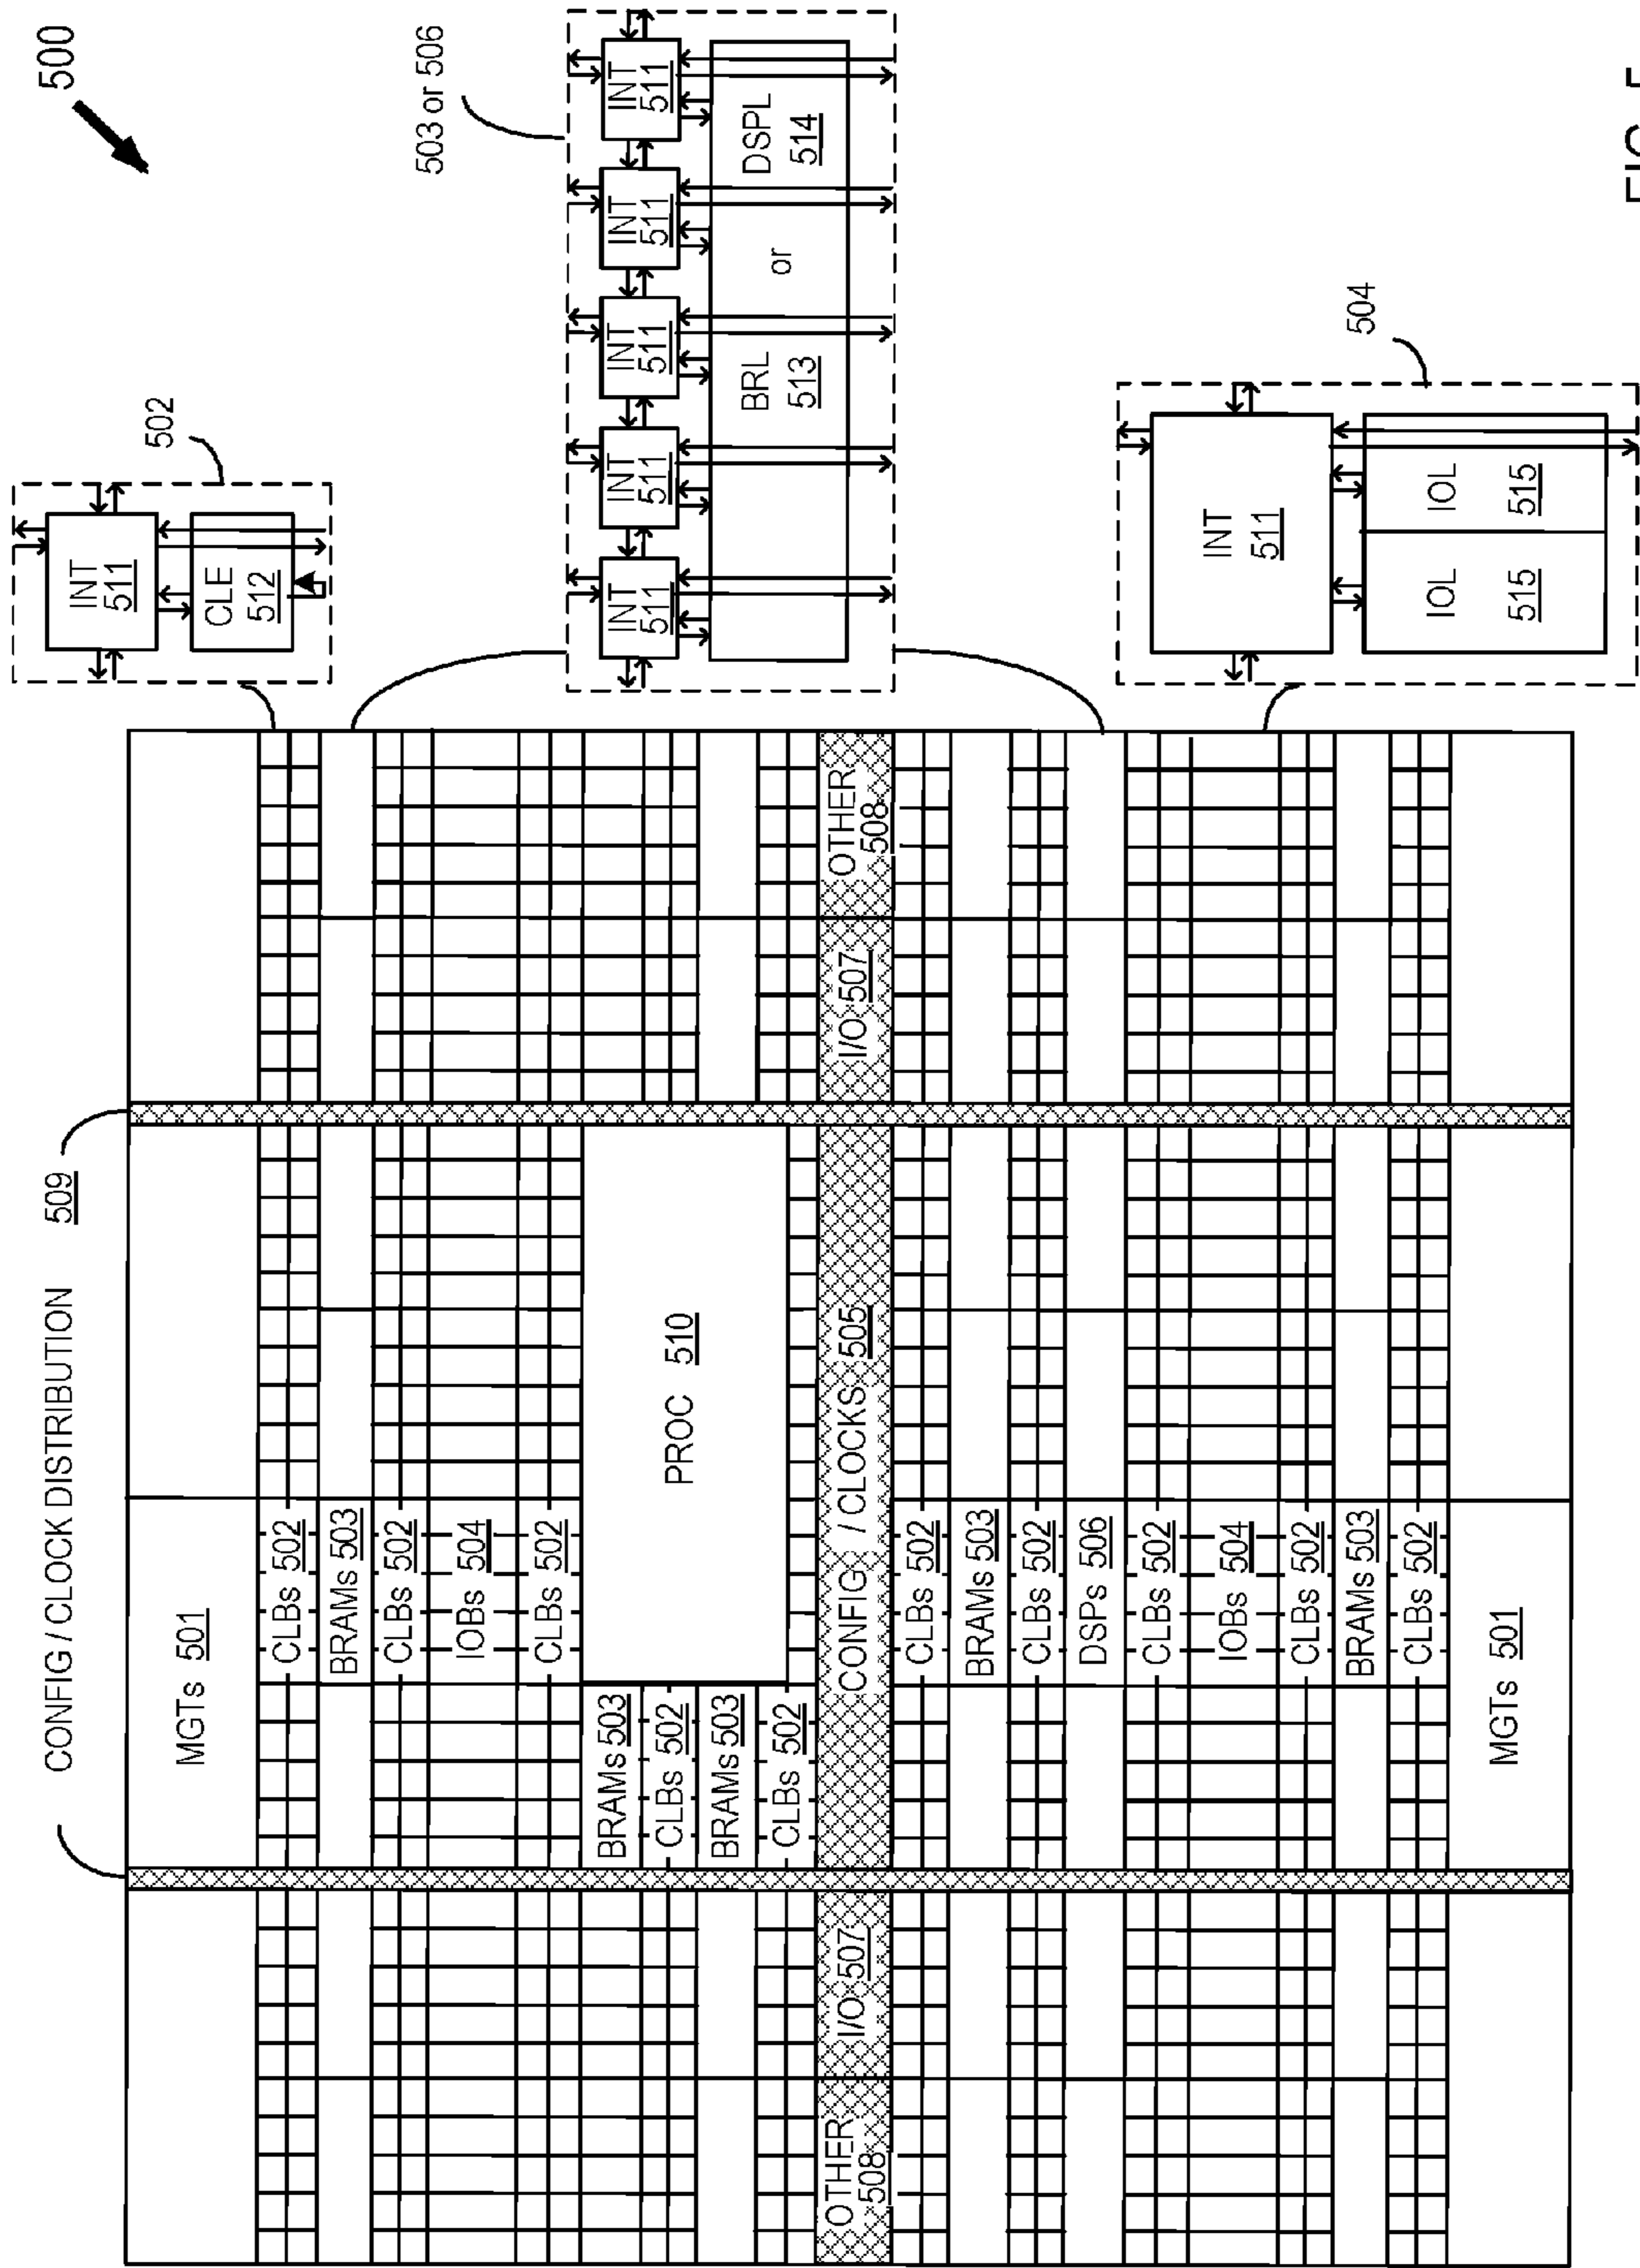 500
CONFIG / CLOCK DISTRIBUTION 509
MGTs 501
CLBs 502
BRAMs 503
CLBs 502
IOBs 504
CLBs 502
BRAMs 503
CLBs 502
BRAMs 503
CLBs 502
PROC 510
OTHER
508
I/O 507
CONFIG / CLOCKS 505
I/O 507
OTHER
508
CLBs 502
BRAMs 503
CLBs 502
DSPs 506
CLBs 502
IOBs 504
CLBs 502
BRAMs 503
CLBs 502
MGTs 501
INT
511
CLE
512
502
503 or 506
INT
511
INT
511
INT
511
INT
511
INT
511
BRL
513
or
DSPL
514
504
INT
511
IOL
515
IOL
515